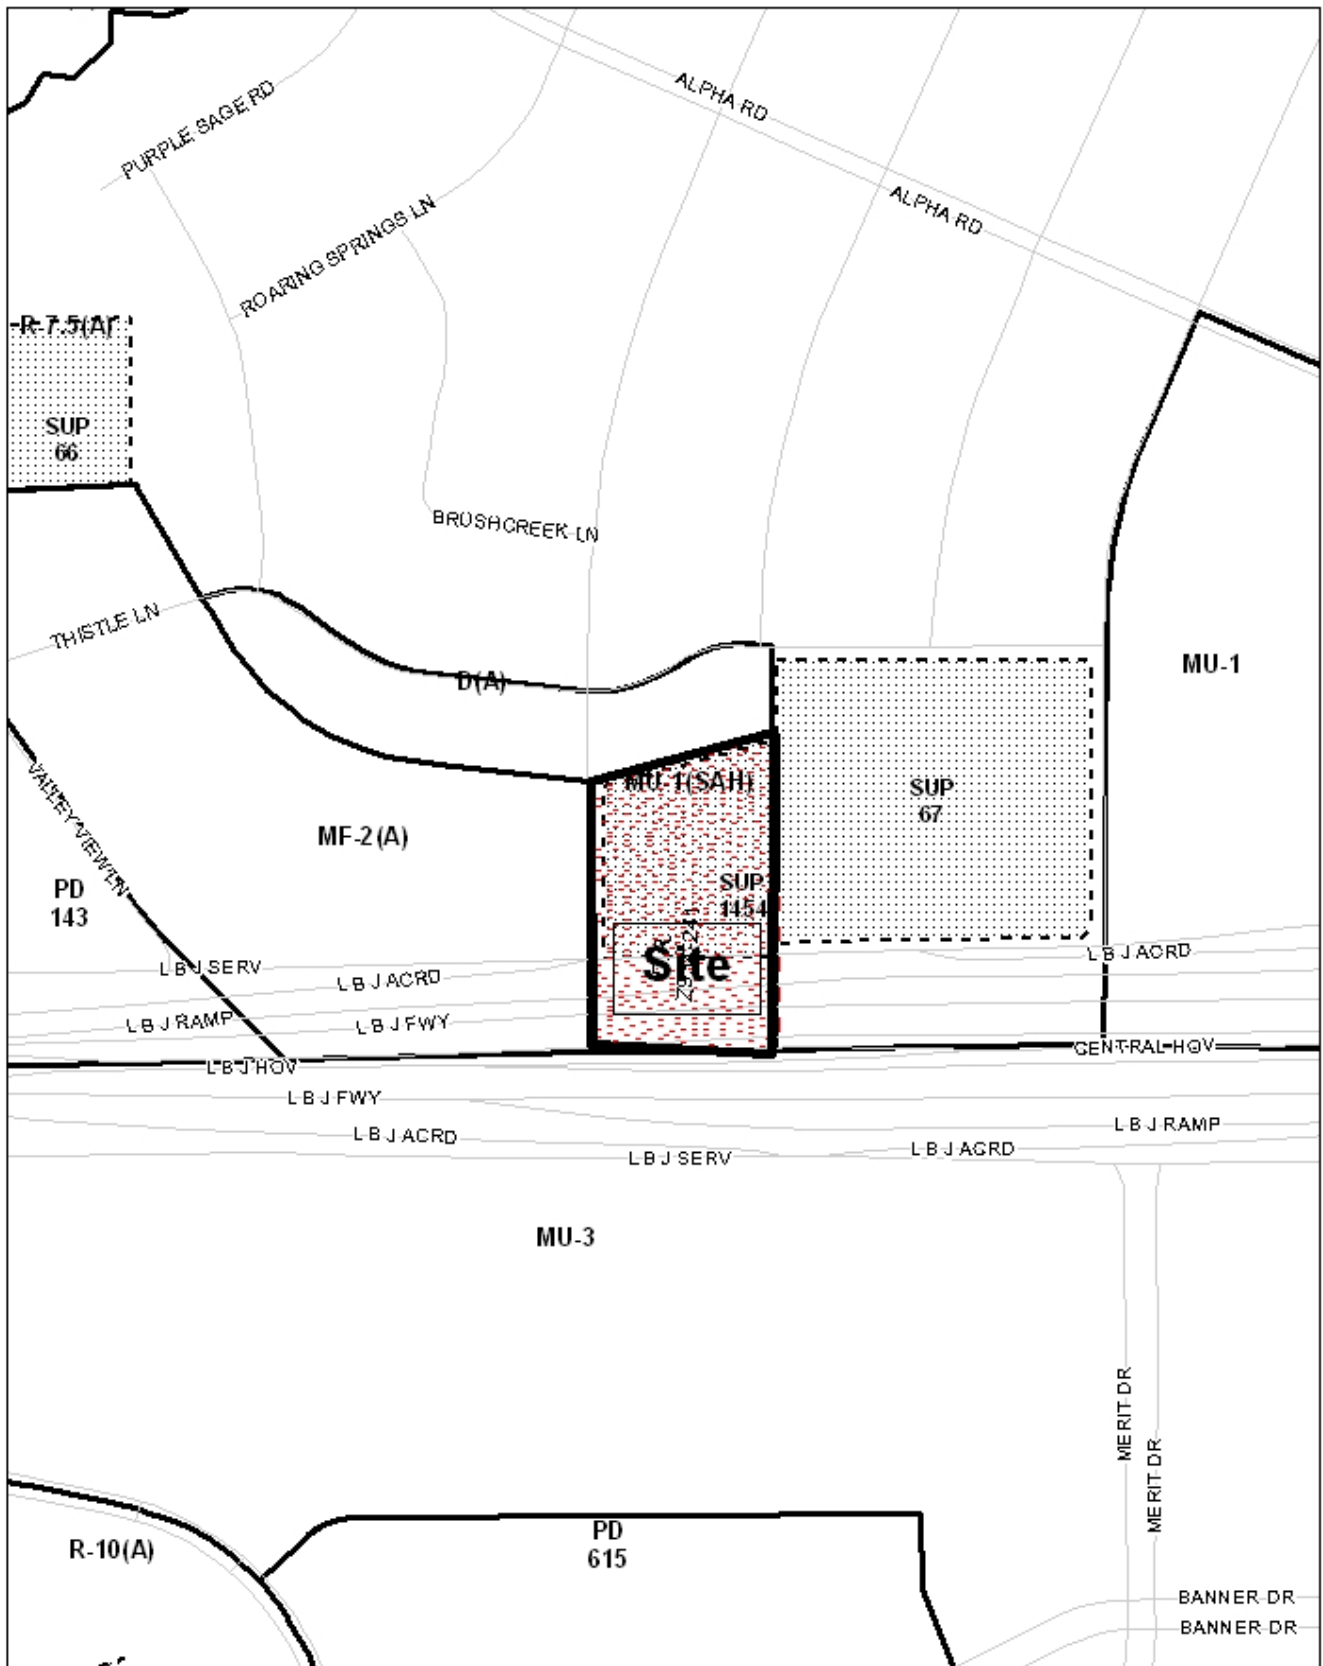 ALPHA RD
PURPLE SAGE RD
ALPHA RD
ROARING SPRINGS LN
R-7.5(A)
SUP
66
BRUSHCREEK LN
THISTLE LN
MU-1
D(A)
MU-1(SAH)
SUP
67
VALLEY VIEW LN
MF-2(A)
PD
143
SUP
1454
Site
L B J SERV
L B J ACRD
L B J ACRD
L B J RAMP
L B J FWY
CENTRAL HOV
L B J HOV
L B J FWY
L B J RAMP
L B J ACRD
L B J ACRD
L B J SERV
MU-3
MERIT DR
MERIT DR
R-10(A)
PD
615
BANNER DR
BANNER DR